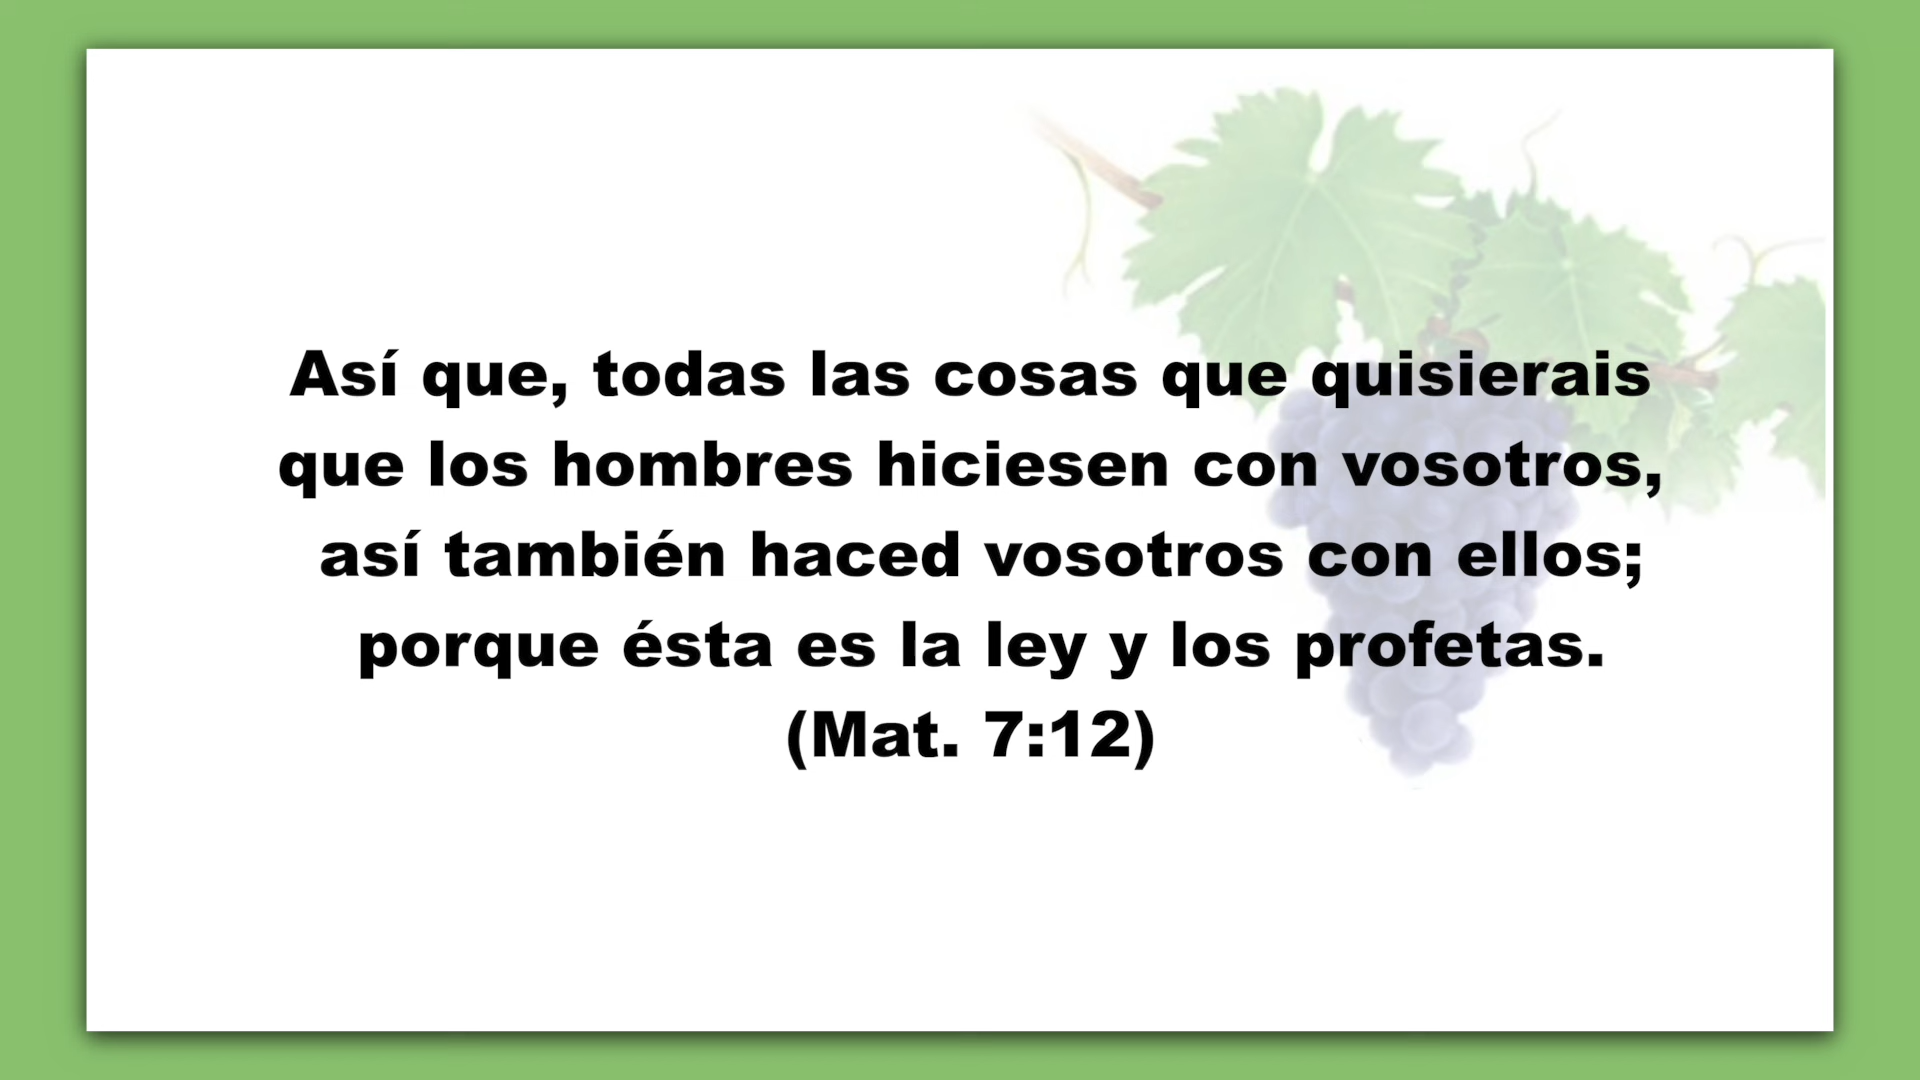 Así que, todas las cosas que quisierais
que los hombres hiciesen con vosotros,
así también haced vosotros con ellos;
porque ésta es la ley y los profetas.
(Mat. 7:12)